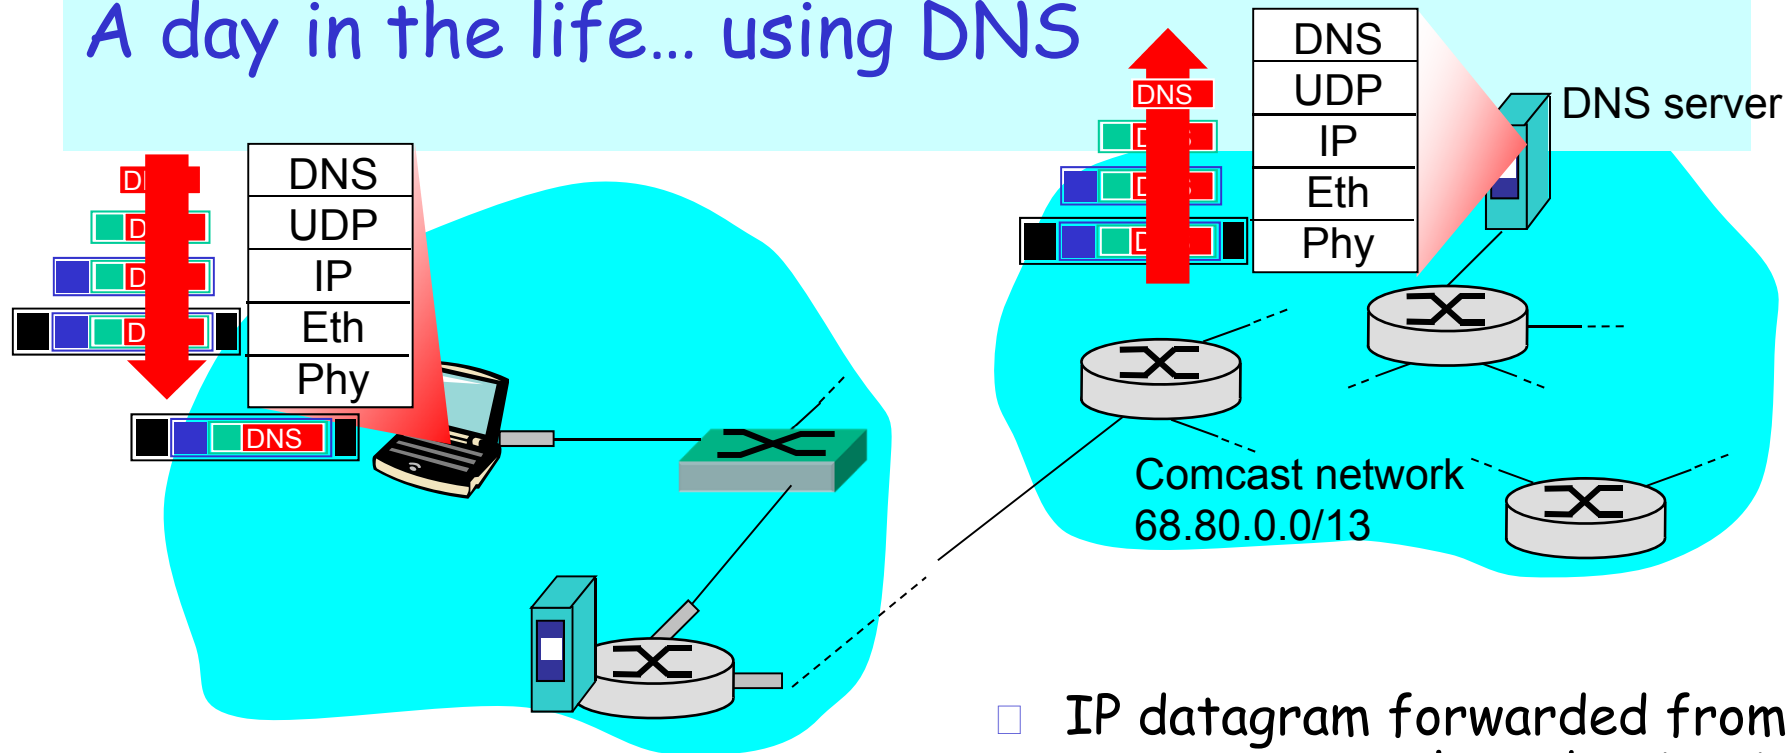 A day in the life... using DNS
DNS
UDP
IP
Eth
Phy
DNS
DNS server
DNS
UDP
IP
Eth
Phy
DNS
Comcast network
68.80.0.0/13
IP datagram forwarded from